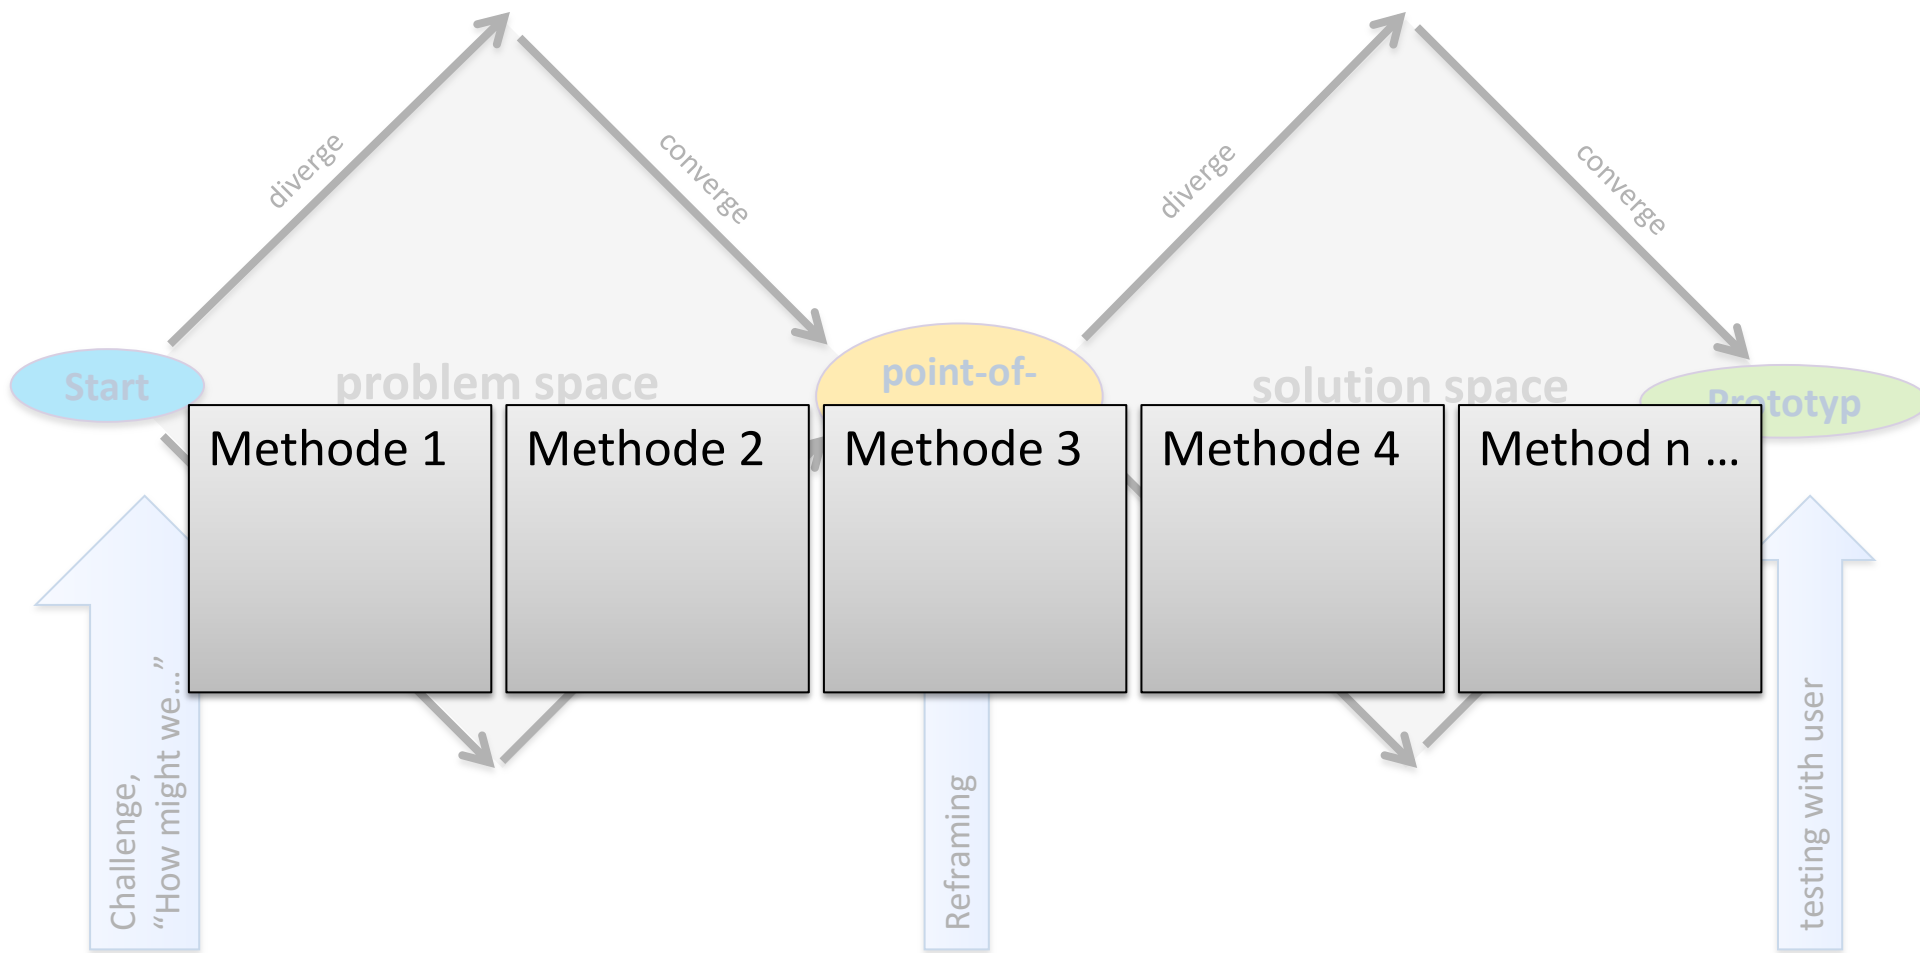 diverge
converge
diverge
converge
Start
problem space
point-of-
solution space
Prototyp
Methode 1
Methode 2
Methode 3
Methode 4
Method n ...
Challenge,
“How might we...”
Reframing
testing with user